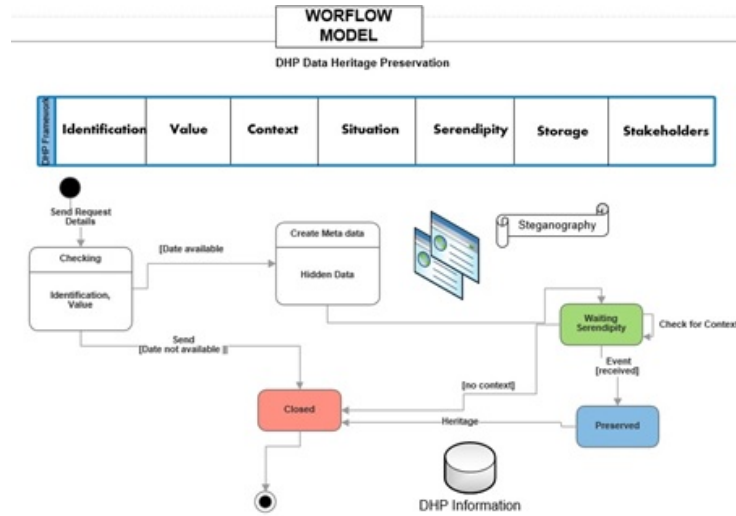 WORFLOW
MODEL
DHP Data Heritage Preservation
DHP Framework
Identification
Value
Context
Situation
Serendipity
Storage
Stakeholders
Send Request
Details
Checking
Identification,
Value
[Date available
Create Meta data
Hidden Data
Steganography
Waiting
Serendipity
Check for Context
Send
[Date not available ||
Event
[received]
[no context]
Closed
Heritage
Preserved
DHP Information